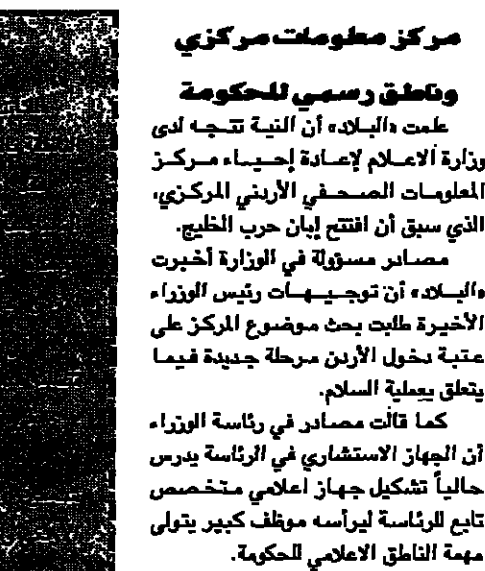 مركز معلومات مركزي
وناطق رسمي للحكومة
علمت «البلاد» أن النية تتجه لدى
وزارة الاعلام لإعادة إحياء مركز
المعلومات الصحفي الأردني المركزي،
الذي سبق أن افتتح إبان حرب الخليج.
مصادر مسؤولة في الوزارة أخبرت
«البلاد» أن توجيهات رئيس الوزراء
الأخيرة طلبت بحث موضوع المركز على
عتبة دخول الأردن مرحلة جديدة فيما
يتعلق بعملية السلام.
كما قالت مصادر في رئاسة الوزراء
أن الجهاز الاستشاري في الرئاسة يدرس
حالياً تشكيل جهاز اعلامي متخصص
تابع للرئاسة ليرأسه موظف كبير يتولى
مهمة الناطق الاعلامي للحكومة.